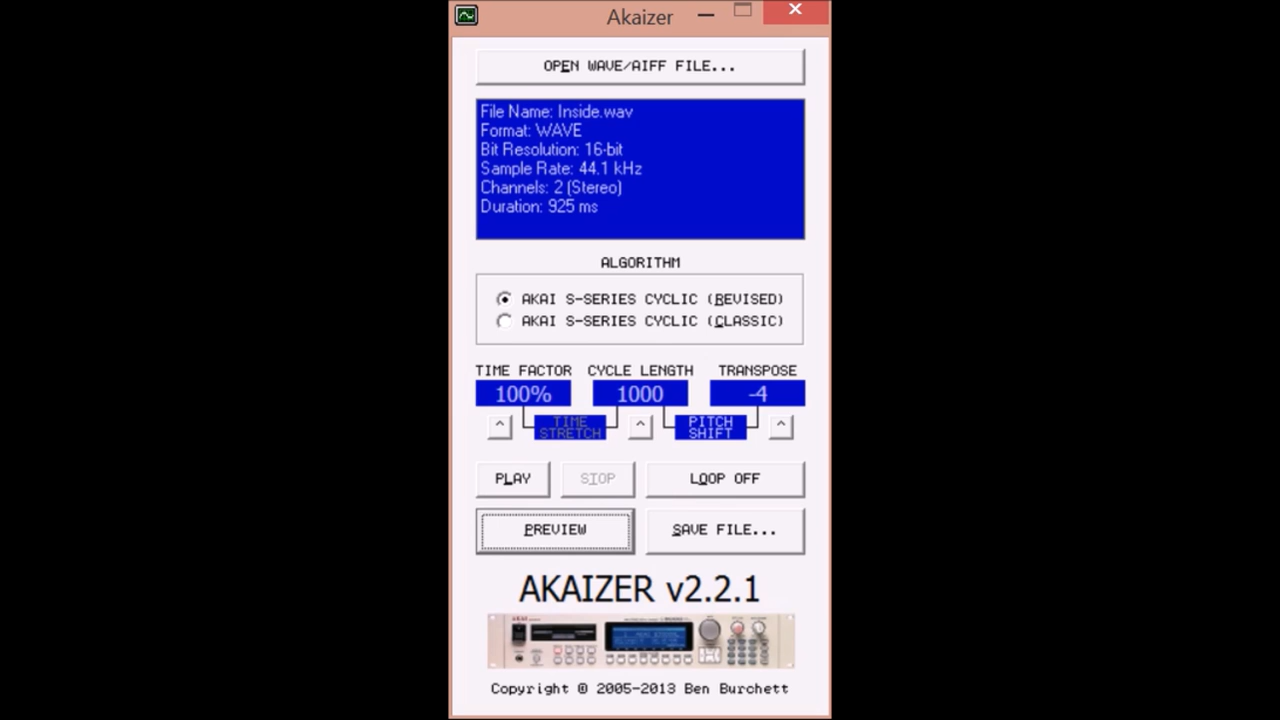 Akaizer
OPEN WAVE/AIFF FILE...
File Name: Inside.wav
Format: WAVE
Bit Resolution: 16-bit
Sample Rate: 44.1 kHz
Channels: 2 (Stereo)
Duration: 925 ms
ALGORITHM
AKAI S-SERIES CYCLIC (REVISED)
AKAI S-SERIES CYCLIC (CLASSIC)
TIME FACTOR CYCLE LENGTH TRANSPOSE
100% 1000 -4
TIME STRETCH PITCH SHIFT
PLAY STOP LOOP OFF
PREVIEW SAVE FILE...
AKAIZER v2.2.1
AKAI
Copyright © 2005-2013 Ben Burchett